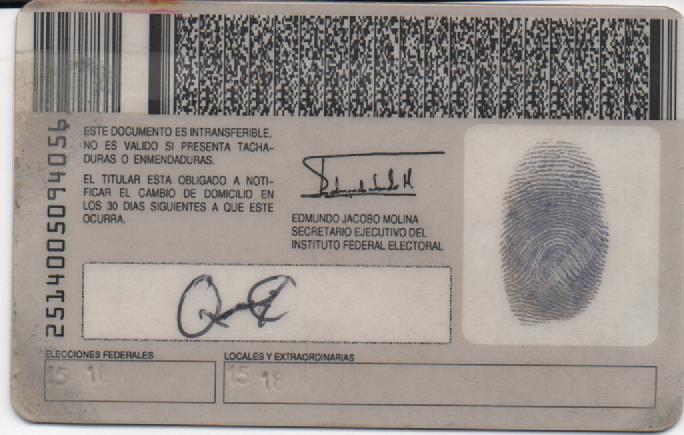 2514005094056
ESTE DOCUMENTO ES INTRANSFERIBLE,
NO ES VALIDO SI PRESENTA TACHA-
DURAS O ENMENDADURAS.
EL TITULAR ESTA OBLIGADO A NOTI-
FICAR EL CAMBIO DE DOMICILIO EN
LOS 30 DIAS SIGUIENTES A QUE ESTE
OCURRA.
EDMUNDO JACOBO MOLINA
SECRETARIO EJECUTIVO DEL
INSTITUTO FEDERAL ELECTORAL
ELECCIONES FEDERALES
15 18
LOCALES Y EXTRAORDINARIAS
15 18